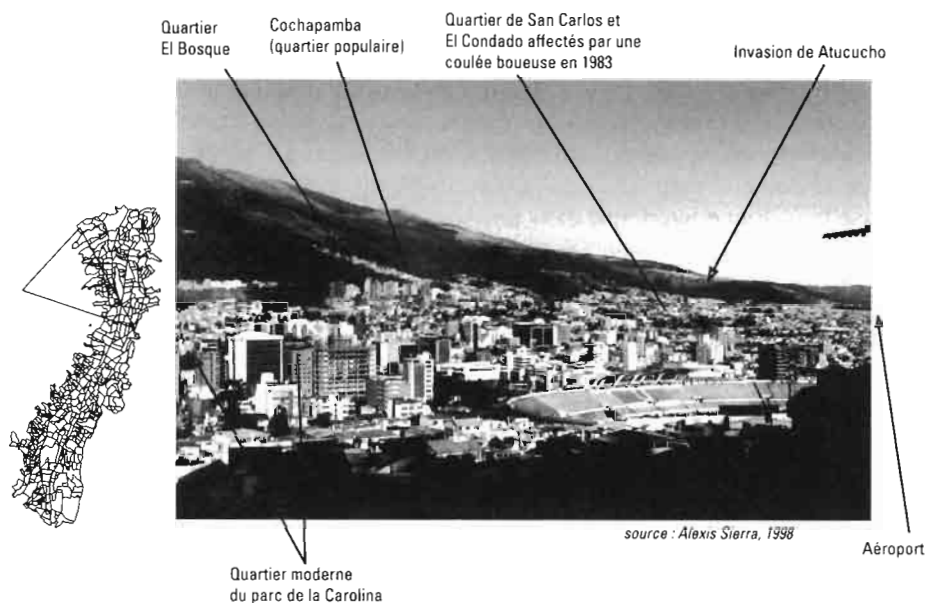 Quartier
El Bosque
Cochapamba
(quartier populaire)
Quartier de San Carlos et
El Condado affectés par une
coulée boueuse en 1983
Invasion de Atucucho
source : Alexis Sierra, 1998
Aéroport
Quartier moderne
du parc de la Carolina